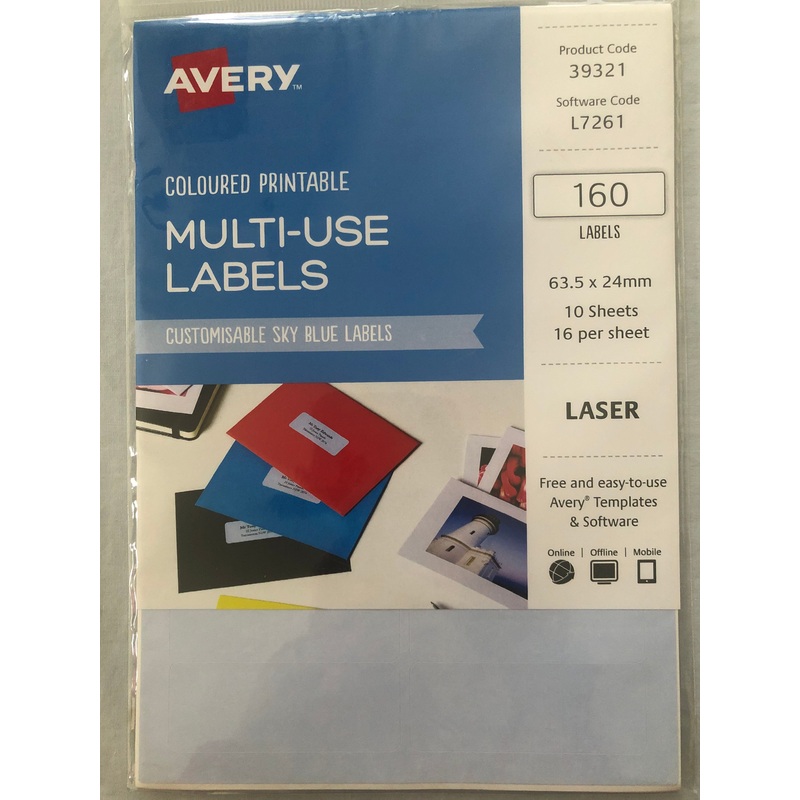 AVERY™
COLOURED PRINTABLE
MULTI-USE
LABELS
CUSTOMISABLE SKY BLUE LABELS
Product Code
39321
Software Code
L7261
160
LABELS
63.5 x 24mm
10 Sheets
16 per sheet
LASER
Free and easy-to-use
Avery® Templates
& Software
Online | Offline | Mobile